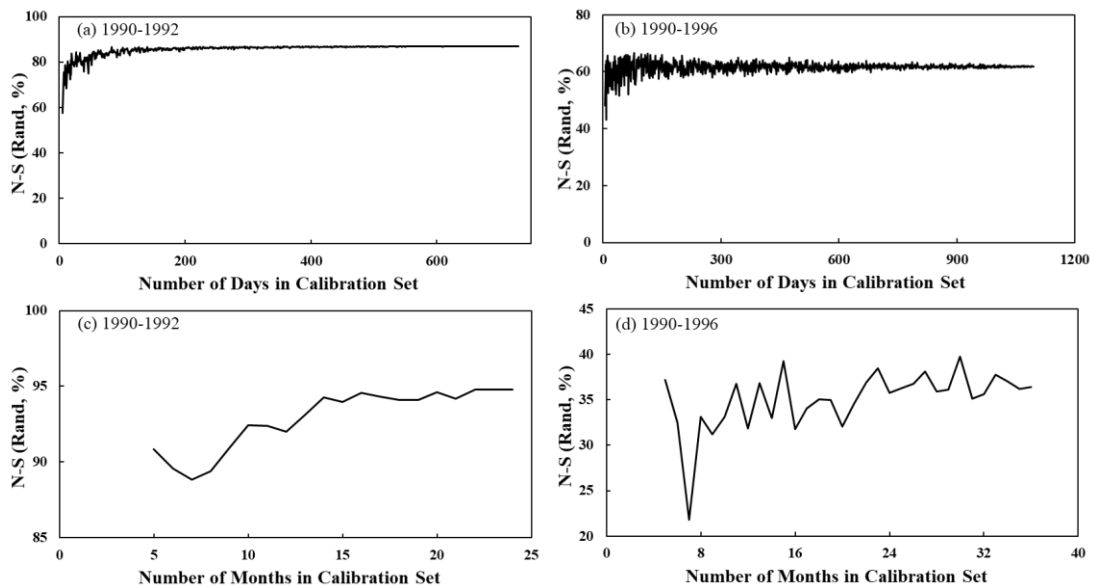 100
80
60
40
20
0
N-S (Rand, %)
(a) 1990-1992
0 200 400 600
Number of Days in Calibration Set
80
60
40
20
0
N-S (Rand, %)
(b) 1990-1996
0 300 600 900 1200
Number of Days in Calibration Set
100
95
90
85
N-S (Rand, %)
(c) 1990-1992
0 5 10 15 20 25
Number of Months in Calibration Set
45
40
35
30
25
20
N-S (Rand, %)
(d) 1990-1996
0 8 16 24 32 40
Number of Months in Calibration Set